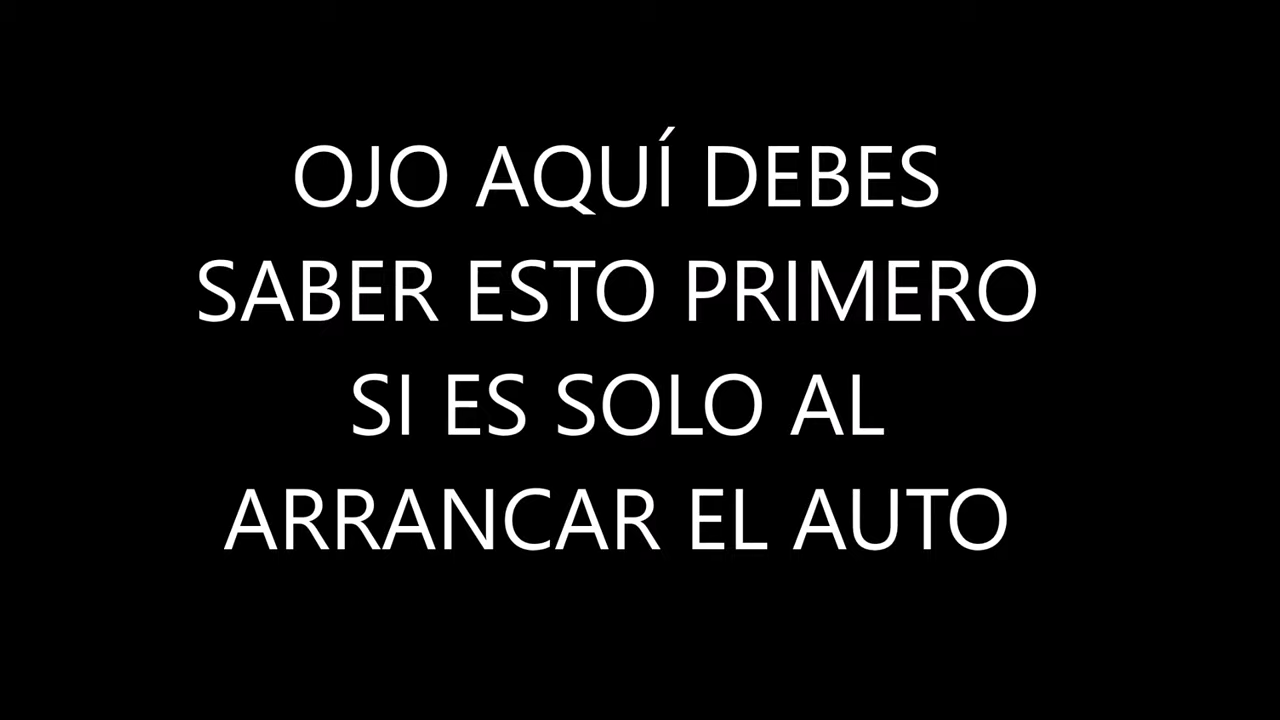 OJO AQUÍ DEBES
SABER ESTO PRIMERO
SI ES SOLO AL
ARRANCAR EL AUTO